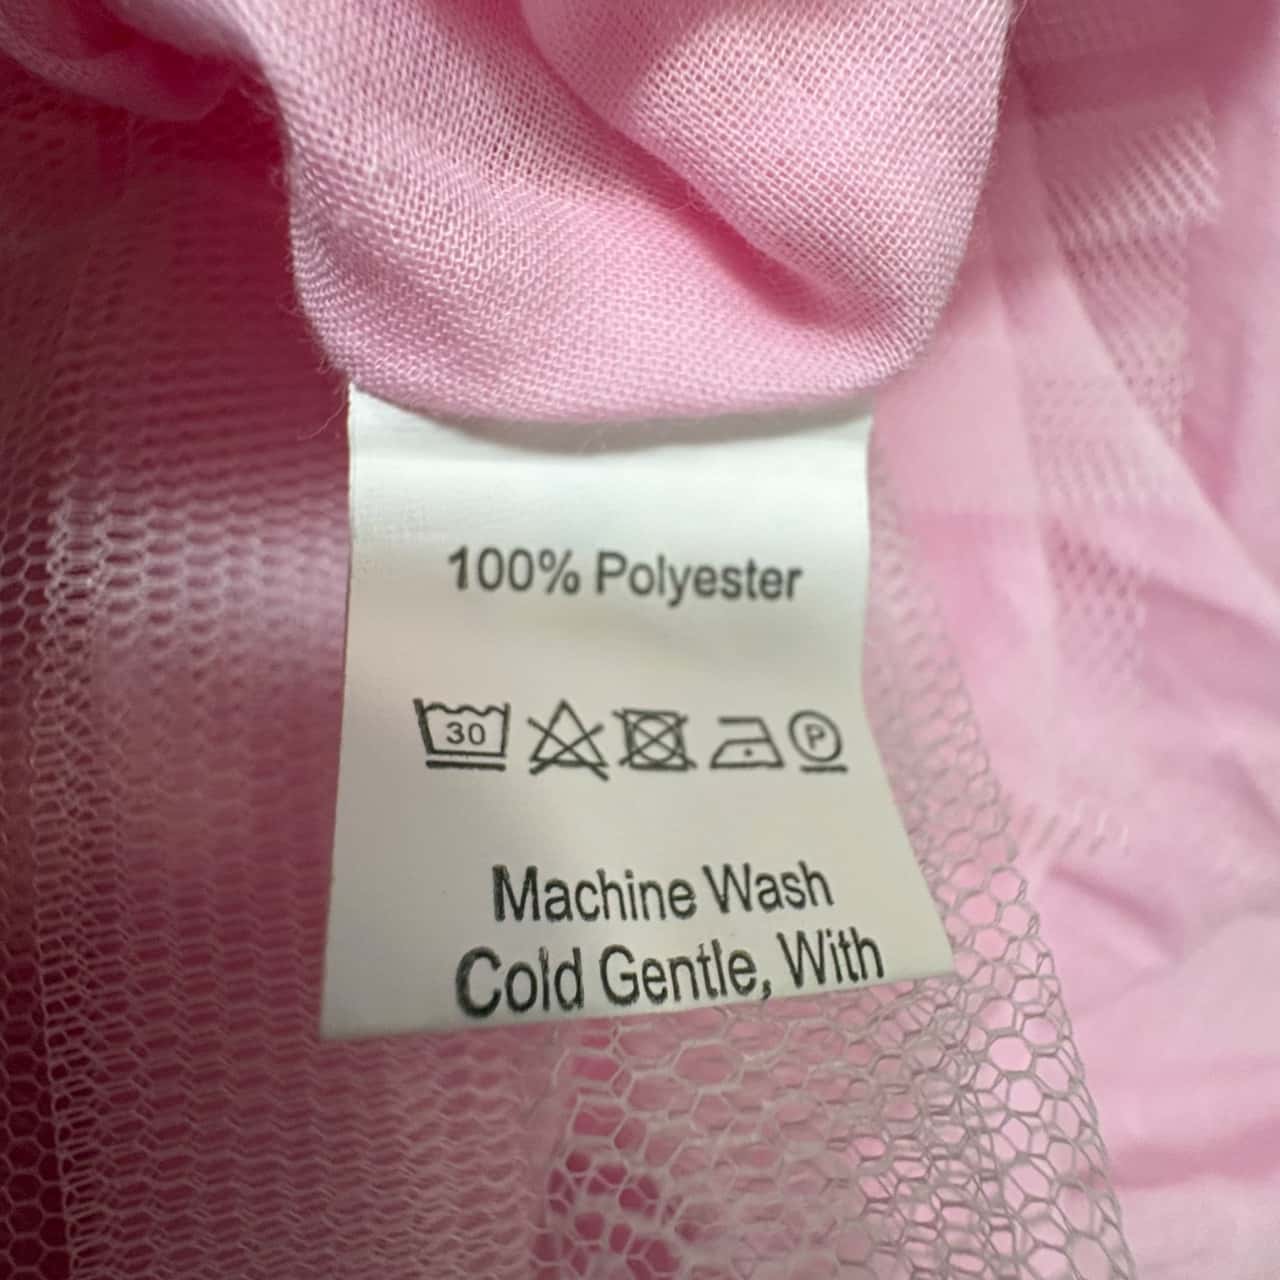 100% Polyester
30 P
Machine Wash
Cold Gentle, With